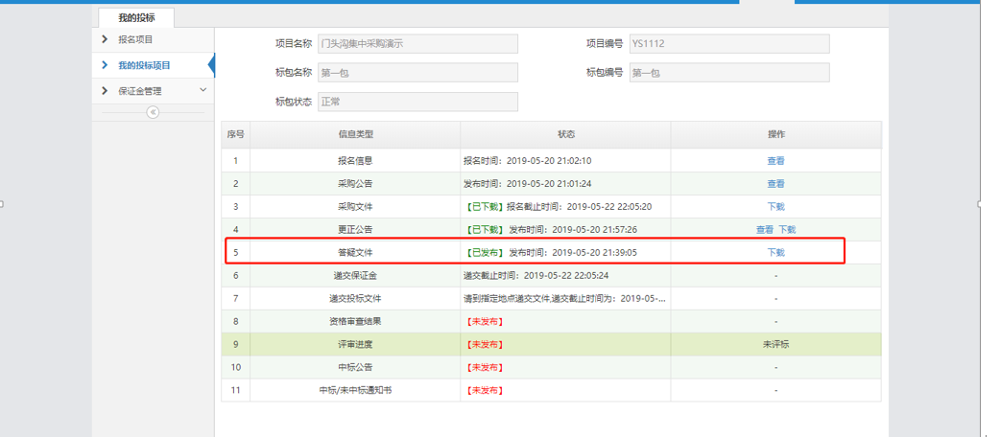 我的投标
报名项目
我的投标项目
保证金管理
项目名称 门头沟集中采购演示 项目编号 YS1112
标包名称 第一包 标包编号 第一包
标包状态 正常
序号 信息类型 状态 操作
1 报名信息 报名时间：2019-05-20 21:02:10 查看
2 采购公告 发布时间：2019-05-20 21:01:24 查看
3 采购文件 【已下载】报名截止时间：2019-05-22 22:05:20 下载
4 更正公告 【已下载】发布时间：2019-05-20 21:57:26 查看 下载
5 答疑文件 【已发布】发布时间：2019-05-20 21:39:05 下载
6 递交保证金 递交截止时间：2019-05-22 22:05:24 -
7 递交投标文件 请到指定地点递交文件,递交截止时间为：2019-05-... -
8 资格审查结果 【未发布】 -
9 评审进度 【未发布】 未评标
10 中标公告 【未发布】 -
11 中标/未中标通知书 【未发布】 -